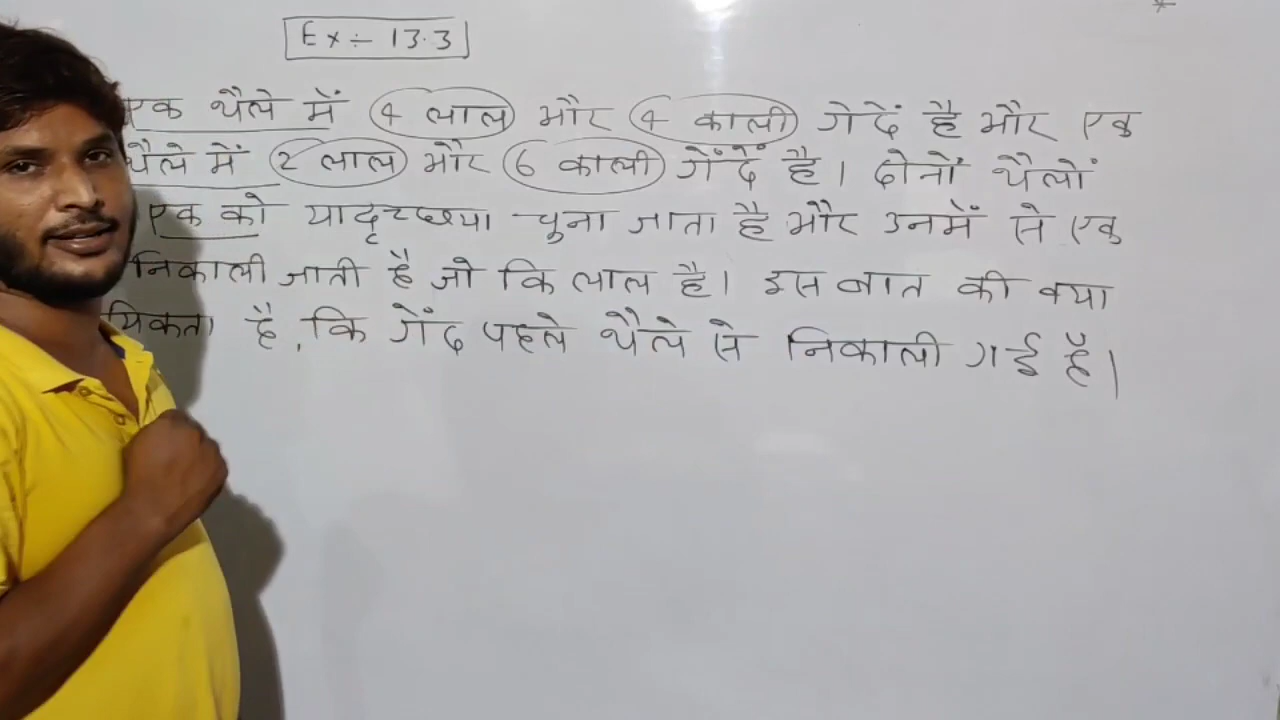 Ex÷ 13.3
एक थैले में 4 लाल और 4 काली गेदें है और एक
थैले में 2 लाल और 6 काली गेंदें है। दोनों थैलों
एक को यादृच्छया चुना जाता है और उनमें से एक
निकाली जाती है जो कि लाल है। इस बात की क्या
यिकता है, कि गेंद पहले थैले से निकाली गई है।